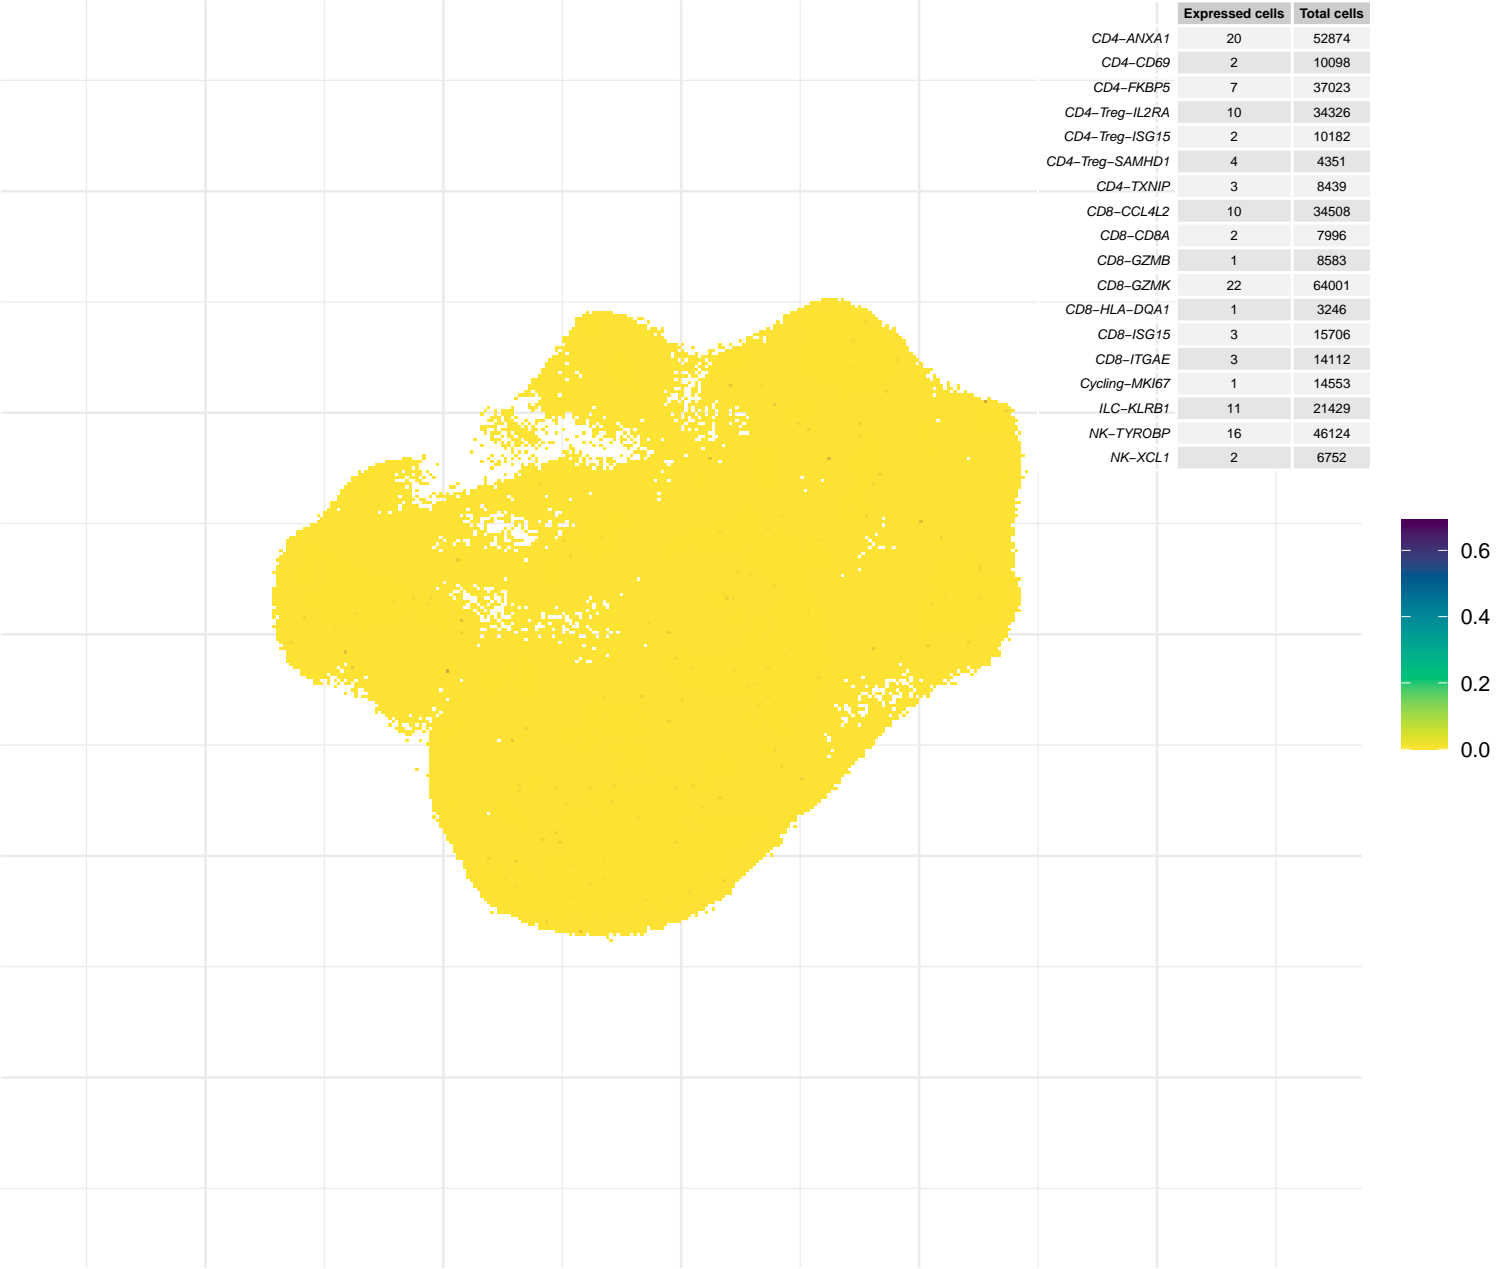 Expressed cells Total cells
CD4−ANXA1 20 52874
CD4−CD69 2 10098
CD4−FKBP5 7 37023
CD4−Treg−IL2RA 10 34326
CD4−Treg−ISG15 2 10182
CD4−Treg−SAMHD1 4 4351
CD4−TXNIP 3 8439
CD8−CCL4L2 10 34508
CD8−CD8A 2 7996
CD8−GZMB 1 8583
CD8−GZMK 22 64001
CD8−HLA−DQA1 1 3246
CD8−ISG15 3 15706
CD8−ITGAE 3 14112
Cycling−MKI67 1 14553
ILC−KLRB1 11 21429
NK−TYROBP 16 46124
NK−XCL1 2 6752
0.6
0.4
0.2
0.0